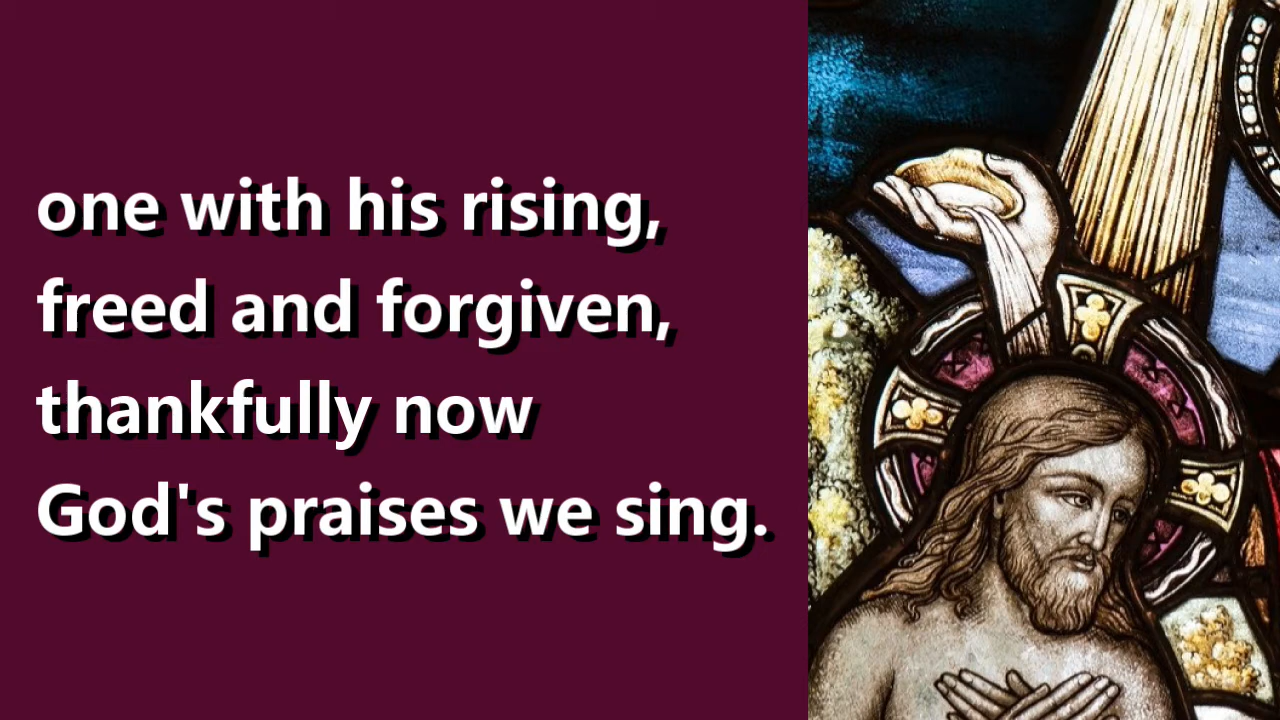 one with his rising,
freed and forgiven,
thankfully now
God's praises we sing.